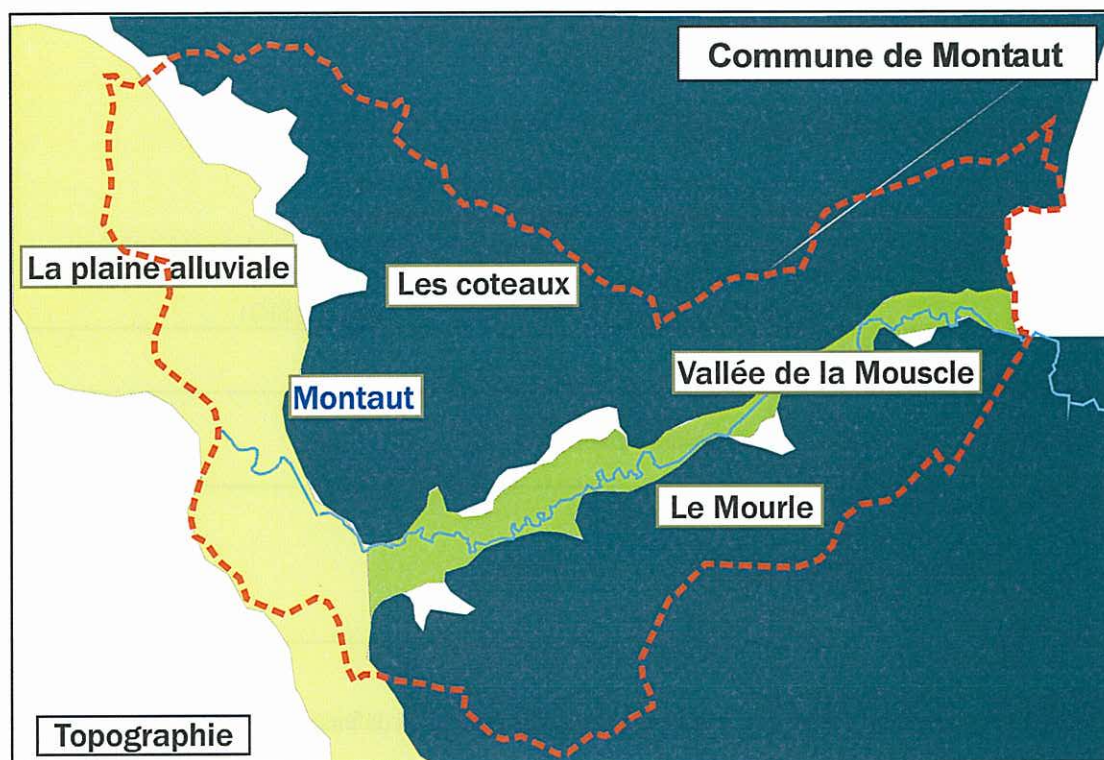 Commune de Montaut
La plaine alluviale
Les coteaux
Vallée de la Mouscle
Montaut
Le Mourle
Topographie